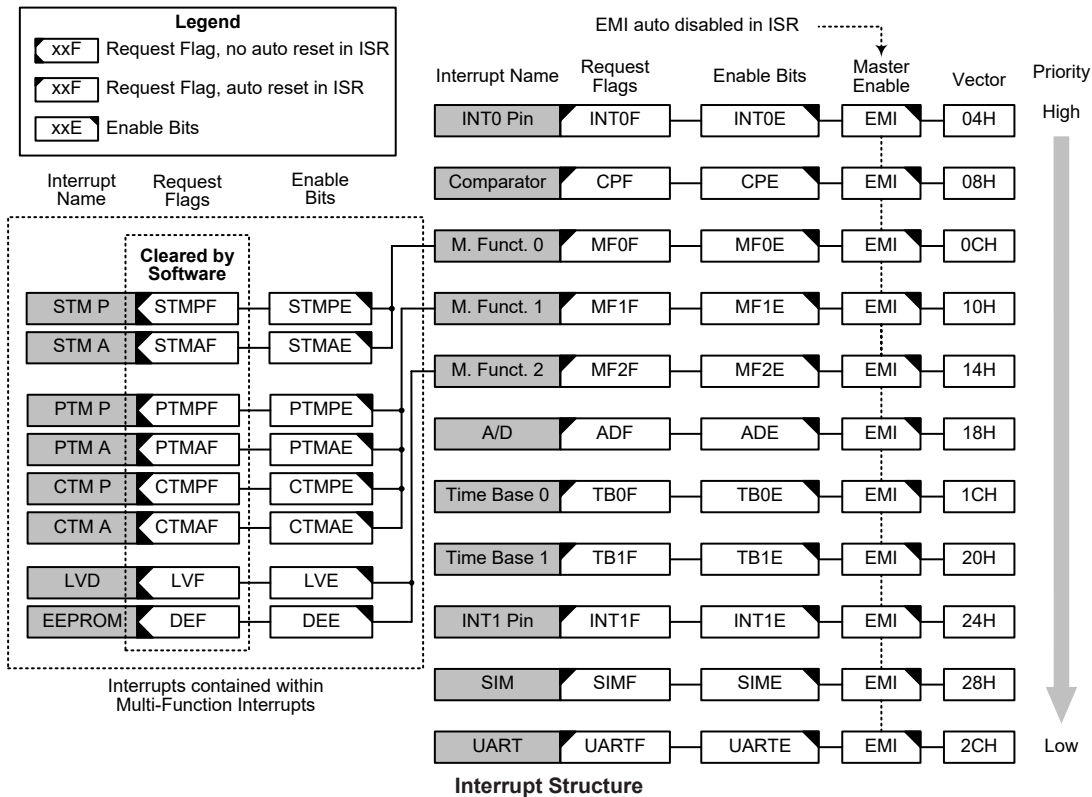 Legend
xxF Request Flag, no auto reset in ISR
xxF Request Flag, auto reset in ISR
xxE Enable Bits
EMI auto disabled in ISR
Interrupt Name Request Flags Enable Bits Master Enable Vector Priority
INT0 Pin INT0F INT0E EMI 04H High
Comparator CPF CPE EMI 08H
M. Funct. 0 MF0F MF0E EMI 0CH
M. Funct. 1 MF1F MF1E EMI 10H
M. Funct. 2 MF2F MF2E EMI 14H
A/D ADF ADE EMI 18H
Time Base 0 TB0F TB0E EMI 1CH
Time Base 1 TB1F TB1E EMI 20H
INT1 Pin INT1F INT1E EMI 24H
SIM SIMF SIME EMI 28H
UART UARTF UARTE EMI 2CH Low
Interrupt Name Request Flags Enable Bits
Cleared by
Software
STM P STMPF STMPE
STM A STMAF STMAE
PTM P PTMPF PTMPE
PTM A PTMAF PTMAE
CTM P CTMPF CTMPE
CTM A CTMAF CTMAE
LVD LVF LVE
EEPROM DEF DEE
Interrupts contained within
Multi-Function Interrupts
Interrupt Structure